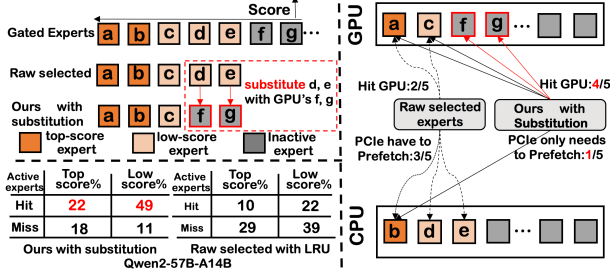 Score
Gated Experts
a b c d e f g ...
Raw selected
a b c d e
substitute d, e
with GPU's f, g
Ours with
substitution
a b c f g
top-score
expert
low-score
expert
Inactive
expert
Active
experts
Top
score%
Low
score%
Hit 22 49
Miss 18 11
Ours with substitution
Active
experts
Top
score%
Low
score%
Hit 10 22
Miss 29 39
Raw selected with LRU
Qwen2-57B-A14B
GPU
a c f g ...
Hit GPU:2/5
Hit GPU:4/5
Raw selected
experts
Ours with
Substitution
PCIe have to
Prefetch:3/5
PCIe only needs
to Prefetch:1/5
CPU
b d e ...